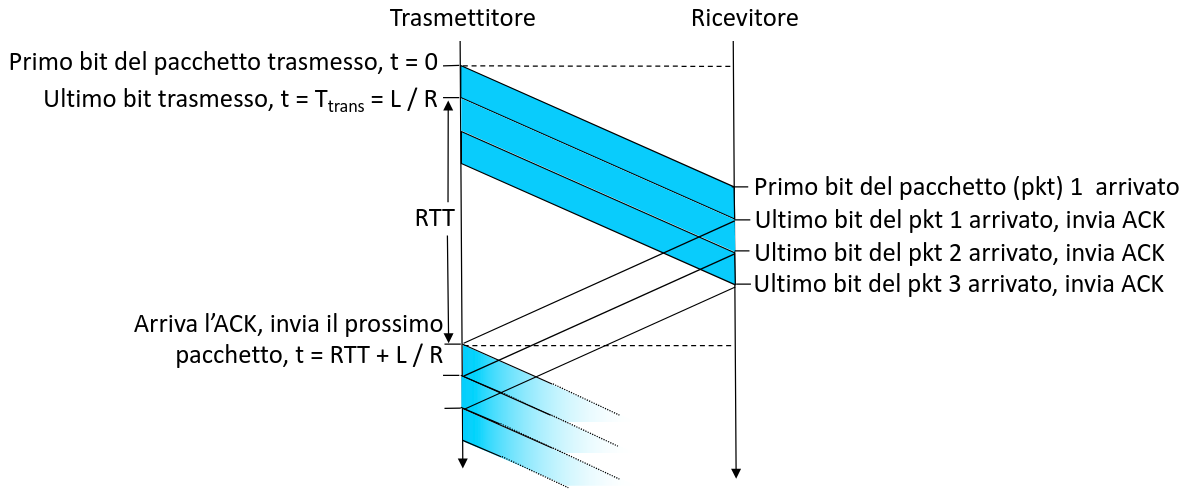 Trasmettitore
Ricevitore
Primo bit del pacchetto trasmesso, t = 0
Ultimo bit trasmesso, t = Ttrans = L / R
Primo bit del pacchetto (pkt) 1 arrivato
RTT
Ultimo bit del pkt 1 arrivato, invia ACK
Ultimo bit del pkt 2 arrivato, invia ACK
Ultimo bit del pkt 3 arrivato, invia ACK
Arriva l’ACK, invia il prossimo
pacchetto, t = RTT + L / R